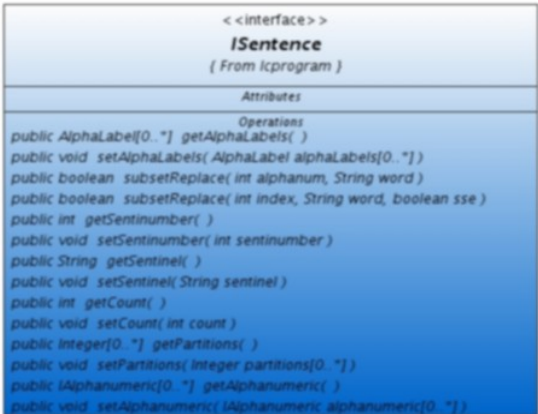 <<interface>>
ISentence
{ From lcprogram }
Attributes
Operations
public AlphaLabel[0..*] getAlphaLabels( )
public void setAlphaLabels( AlphaLabel alphaLabels[0..*] )
public boolean subsetReplace( int alphanum, String word )
public boolean subsetReplace( int index, String word, boolean sse )
public int getSentinumber( )
public void setSentinumber( int sentinumber )
public String getSentinel( )
public void setSentinel( String sentinel )
public int getCount( )
public void setCount( int count )
public Integer[0..*] getPartitions( )
public void setPartitions( Integer partitions[0..*] )
public IAlphanumeric[0..*] getAlphanumeric( )
public void setAlphanumeric( IAlphanumeric alphanumeric[0..*] )